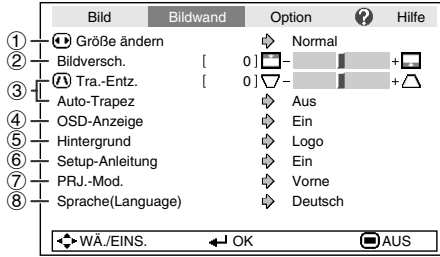 Bild Bildwand Option ? Hilfe
① Größe ändern Normal
② Bildversch. [ 0] - +
③ Tra.-Entz. [ 0] - +
Auto-Trapez Aus
④ OSD-Anzeige Ein
⑤ Hintergrund Logo
⑥ Setup-Anleitung Ein
⑦ PRJ.-Mod. Vorne
⑧ Sprache(Language) Deutsch
WÄ./EINS. OK AUS